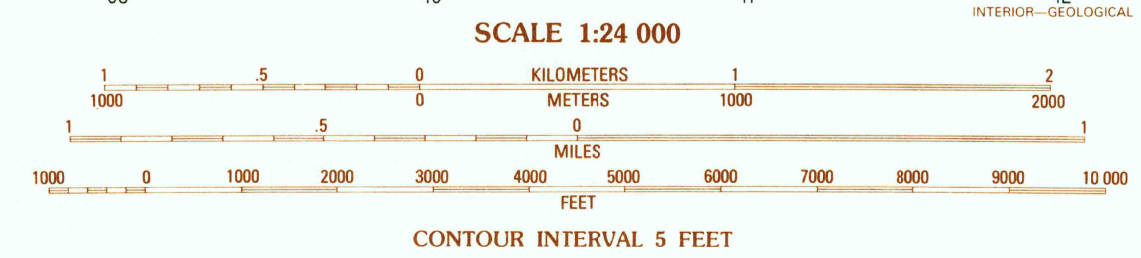 INTERIOR—GEOLOGICAL
SCALE 1:24 000
1 .5 0 KILOMETERS 1 2
1000 0 METERS 1000 2000
1 .5 0 1
MILES
1000 0 1000 2000 3000 4000 5000 6000 7000 8000 9000 10 000
FEET
CONTOUR INTERVAL 5 FEET